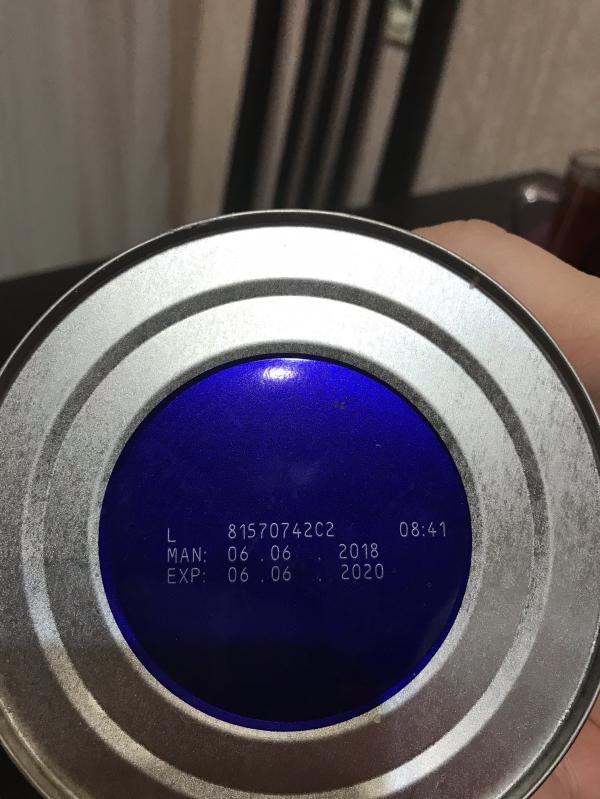 L 81570742C2 08:41
MAN: 06 .06 . 2018
EXP: 06 .06 . 2020